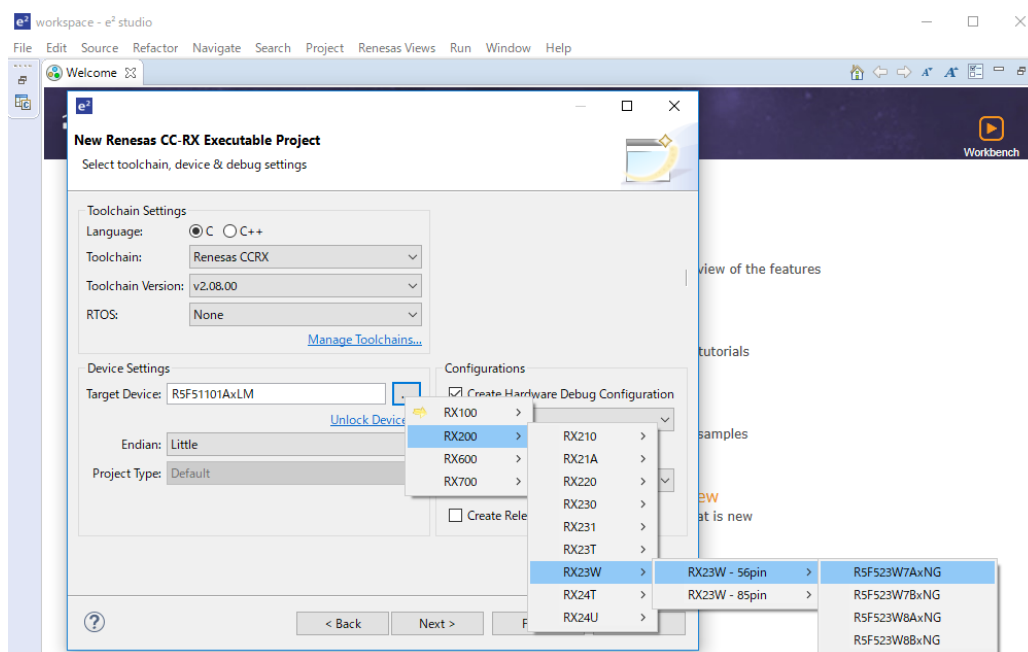 e² workspace - e² studio
File Edit Source Refactor Navigate Search Project Renesas Views Run Window Help
Welcome
Workbench
e²
New Renesas CC-RX Executable Project
Select toolchain, device & debug settings
Toolchain Settings
Language: C C++
Toolchain: Renesas CCRX
Toolchain Version: v2.08.00
RTOS: None
Manage Toolchains...
view of the features
tutorials
samples
at is new
Device Settings
Target Device: R5F51101AxLM ...
Unlock Device
Endian: Little
Project Type: Default
Configurations
Create Hardware Debug Configuration
Create Rele
RX100
RX200
RX600
RX700
RX210
RX21A
RX220
RX230
RX231
RX23T
RX23W
RX24T
RX24U
RX23W - 56pin
RX23W - 85pin
R5F523W7AxNG
R5F523W7BxNG
R5F523W8AxNG
R5F523W8BxNG
? < Back Next > F